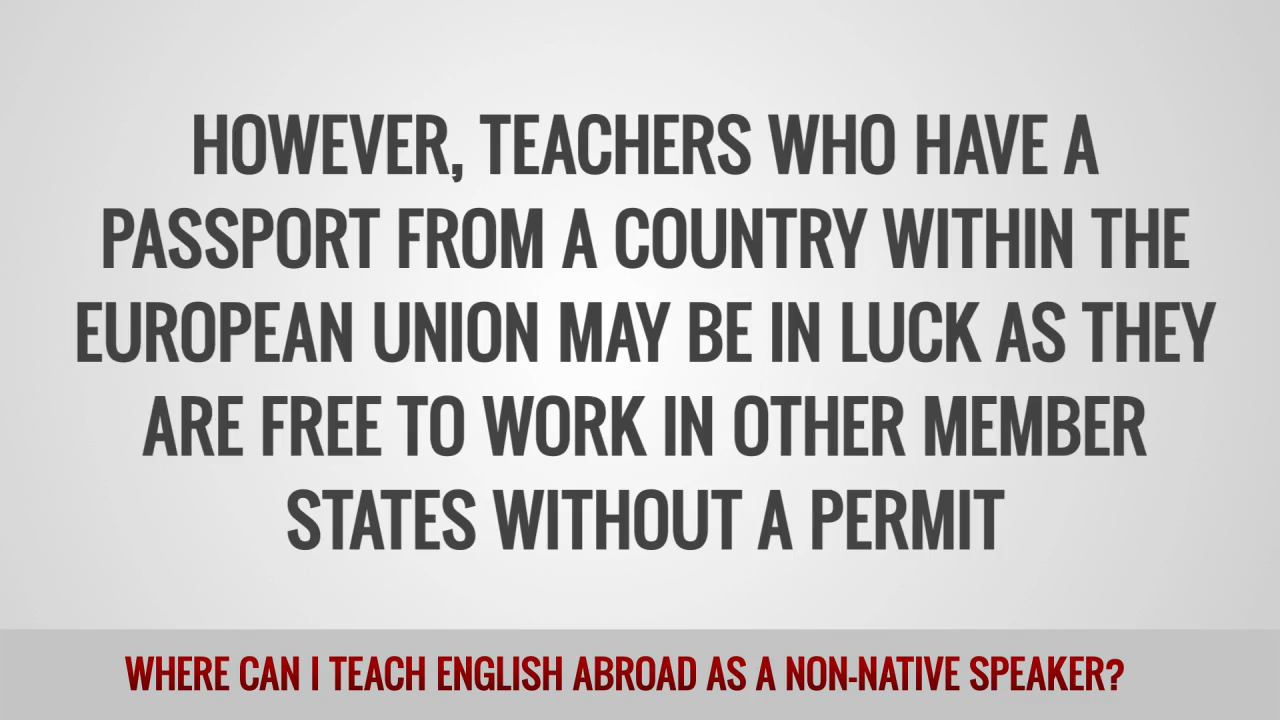 HOWEVER, TEACHERS WHO HAVE A
PASSPORT FROM A COUNTRY WITHIN THE
EUROPEAN UNION MAY BE IN LUCK AS THEY
ARE FREE TO WORK IN OTHER MEMBER
STATES WITHOUT A PERMIT
WHERE CAN I TEACH ENGLISH ABROAD AS A NON-NATIVE SPEAKER?